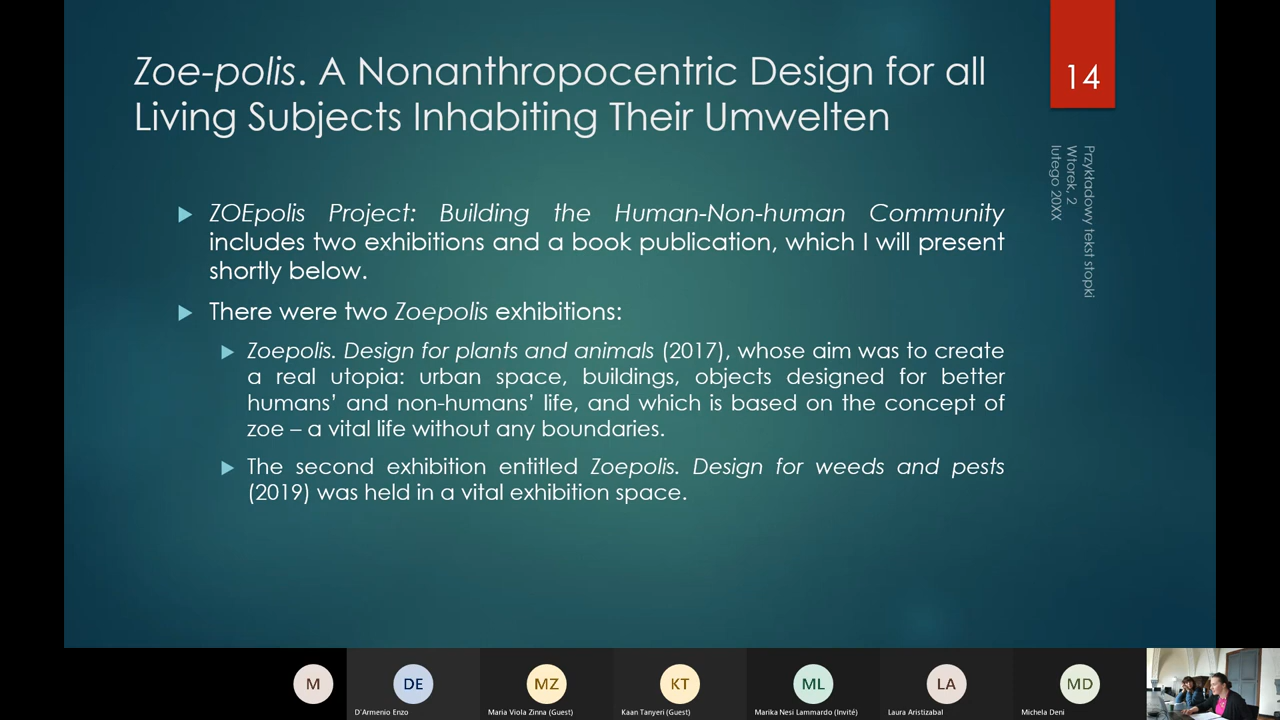 Zoe-polis. A Nonanthropocentric Design for all
Living Subjects Inhabiting Their Umwelten
14
Przykładowy tekst stopki
Wtorek, 2
lutego 20XX
ZOEpolis Project: Building the Human-Non-human Community
includes two exhibitions and a book publication, which I will present
shortly below.
There were two Zoepolis exhibitions:
Zoepolis. Design for plants and animals (2017), whose aim was to create
a real utopia: urban space, buildings, objects designed for better
humans’ and non-humans’ life, and which is based on the concept of
zoe – a vital life without any boundaries.
The second exhibition entitled Zoepolis. Design for weeds and pests
(2019) was held in a vital exhibition space.
M
DE
MZ
KT
ML
LA
MD
D'Armenio Enzo
Maria Viola Zinna (Guest)
Kaan Tanyeri (Guest)
Marika Nesi Lammardo (Invité)
Laura Aristizabal
Michela Deni